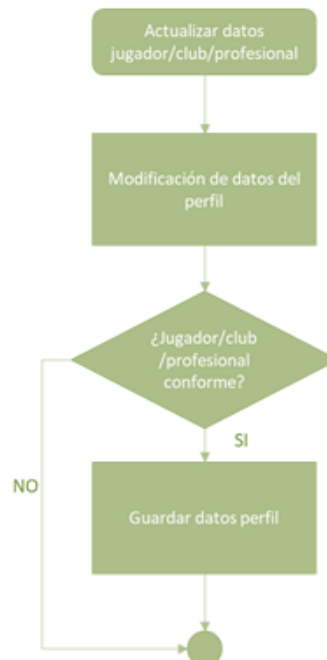 Actualizar datos
jugador/club/profesional
Modificación de datos del
perfil
¿Jugador/club
/profesional
conforme?
SI
NO
Guardar datos perfil